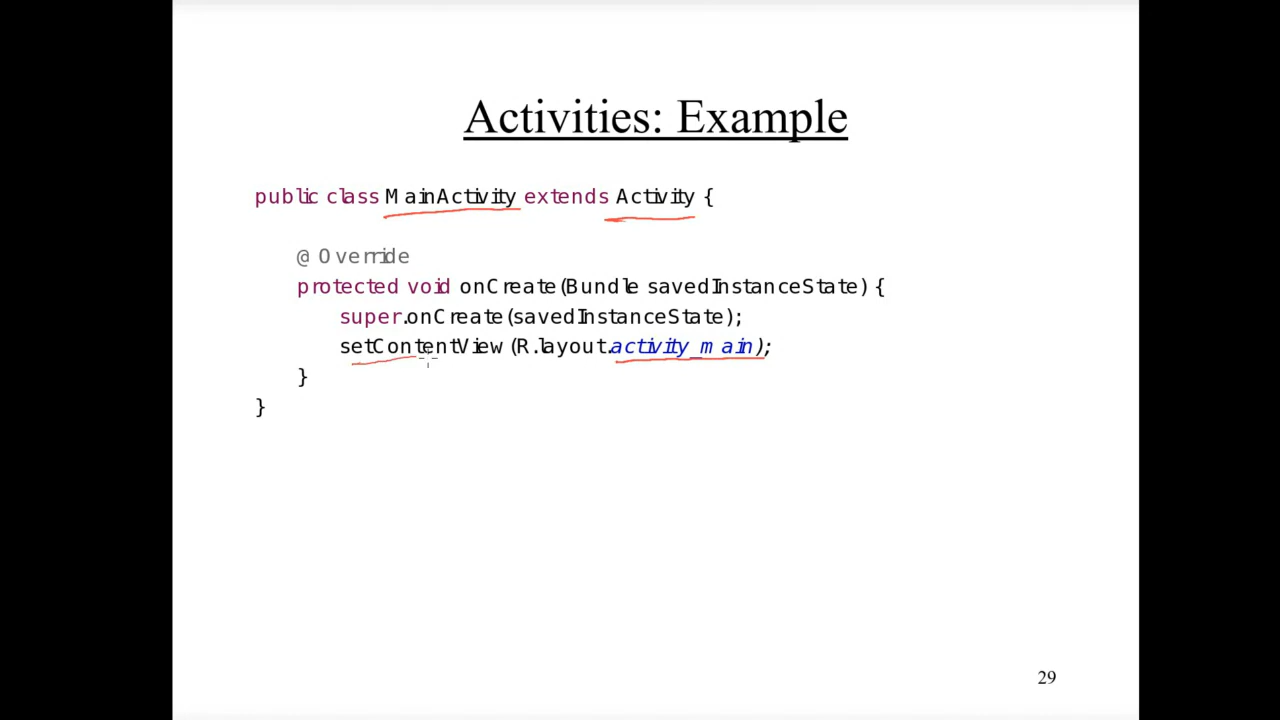 Activities: Example
public class MainActivity extends Activity {
@Override
protected void onCreate(Bundle savedInstanceState) {
super.onCreate(savedInstanceState);
setContentView(R.layout.activity_main);
}
}
29